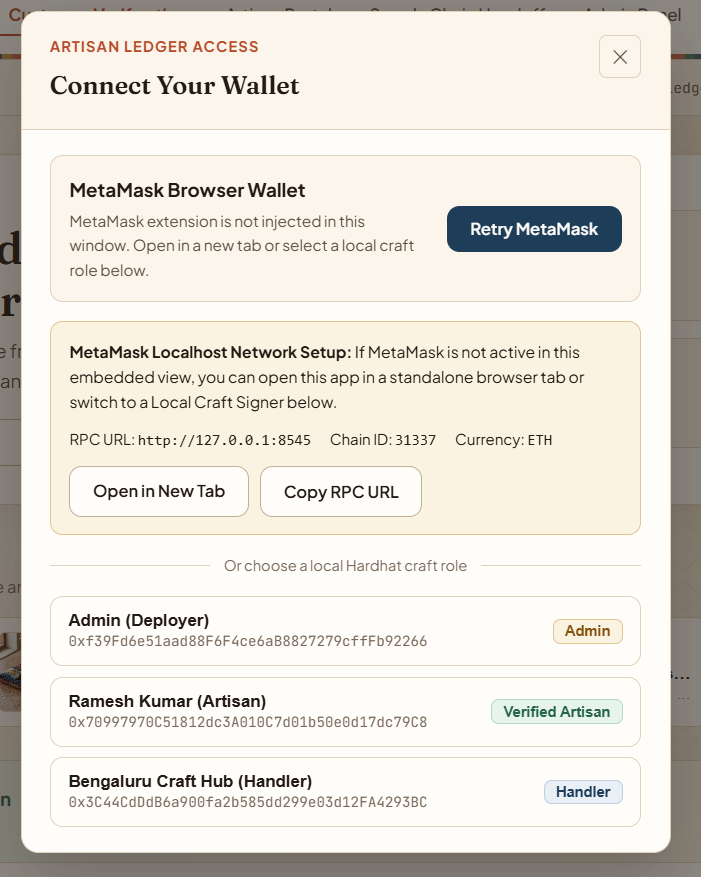 ARTISAN LEDGER ACCESS
Connect Your Wallet
MetaMask Browser Wallet
MetaMask extension is not injected in this
window. Open in a new tab or select a local craft
role below.
Retry MetaMask
MetaMask Localhost Network Setup: If MetaMask is not active in this
embedded view, you can open this app in a standalone browser tab or
switch to a Local Craft Signer below.
RPC URL: http://127.0.0.1:8545 Chain ID: 31337 Currency: ETH
Open in New Tab
Copy RPC URL
Or choose a local Hardhat craft role
Admin (Deployer)
0xf39Fd6e51aad88F6F4ce6aB8827279cffFb92266
Admin
Ramesh Kumar (Artisan)
0x70997970C51812dc3A010C7d01b50e0d17dc79C8
Verified Artisan
Bengaluru Craft Hub (Handler)
0x3C44CdDdB6a900fa2b585dd299e03d12FA4293BC
Handler